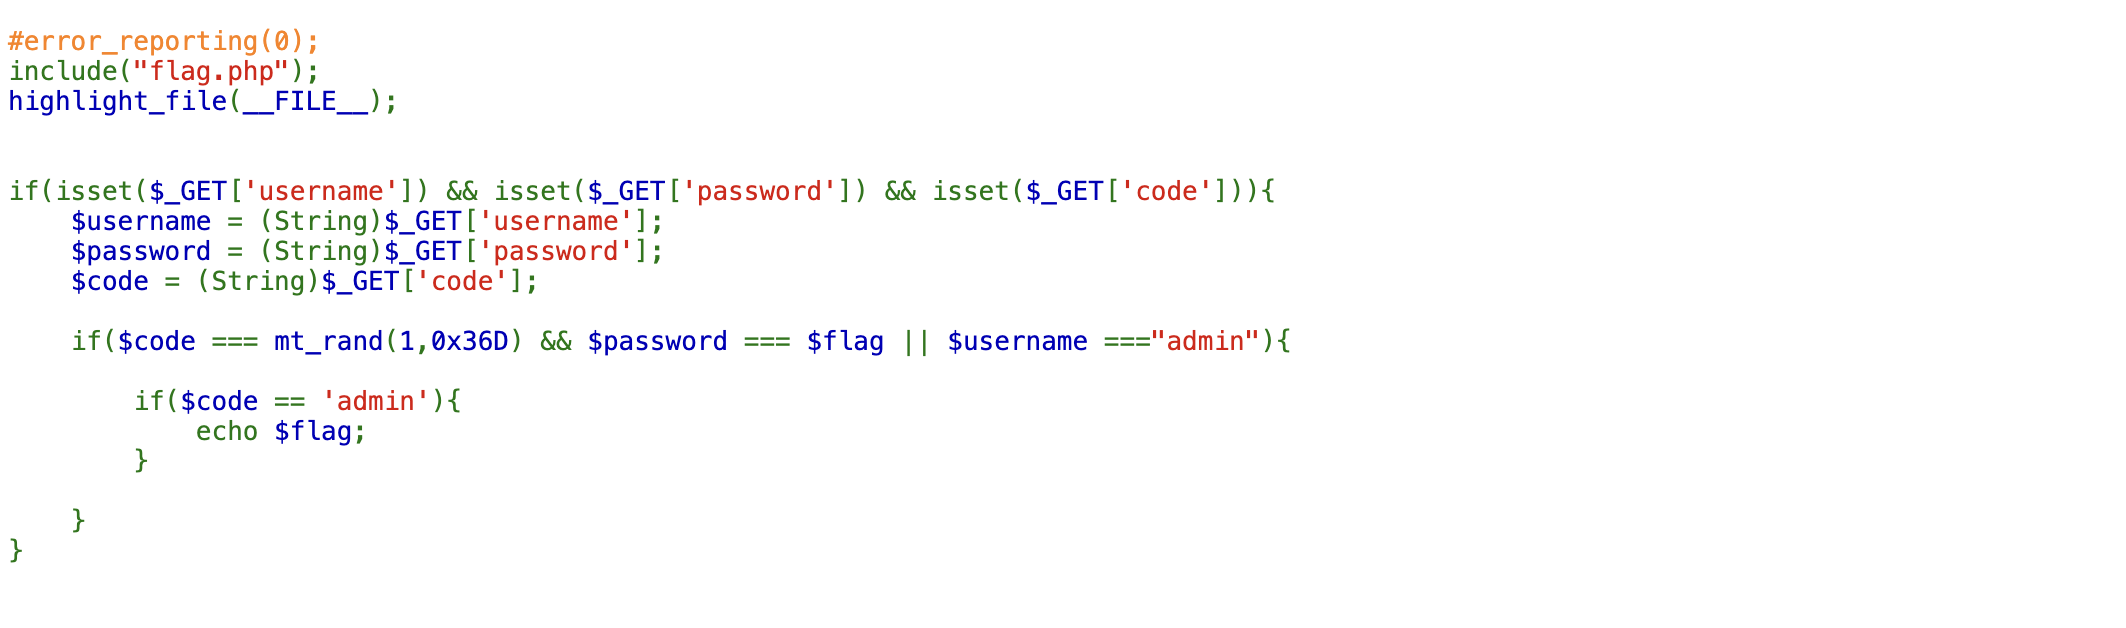 #error_reporting(0);
include("flag.php");
highlight_file(__FILE__);
if(isset($_GET['username']) && isset($_GET['password']) && isset($_GET['code'])){
    $username = (String)$_GET['username'];
    $password = (String)$_GET['password'];
    $code = (String)$_GET['code'];
    if($code === mt_rand(1,0x36D) && $password === $flag || $username ==="admin"){
        if($code == 'admin'){
            echo $flag;
        }
    }
}